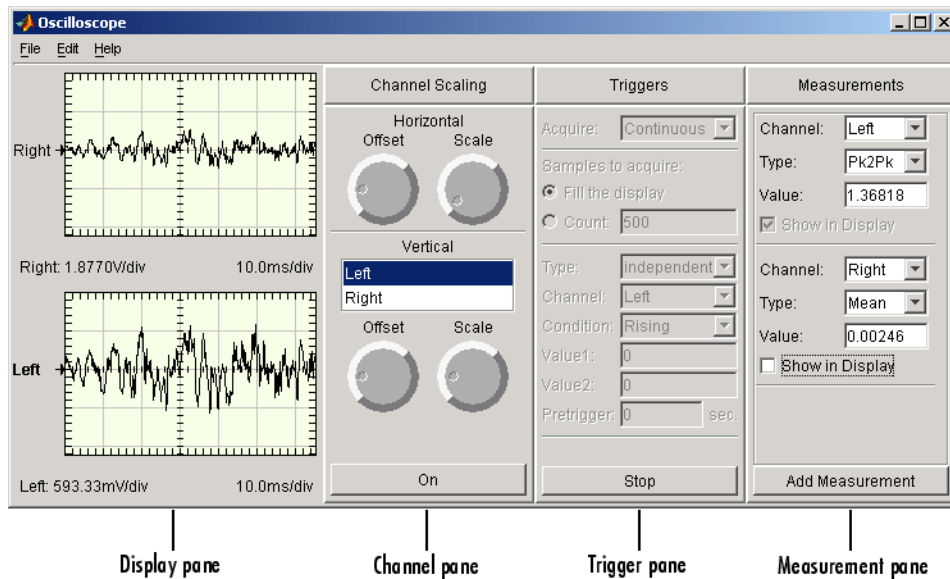 Oscilloscope
File Edit Help
Right
Right: 1.8770V/div 10.0ms/div
Left
Left: 593.33mV/div 10.0ms/div
Channel Scaling
Horizontal
Offset Scale
Vertical
Left
Right
Offset Scale
On
Triggers
Acquire: Continuous
Samples to acquire:
Fill the display
Count: 500
Type: independent
Channel: Left
Condition: Rising
Value1: 0
Value2: 0
Pretrigger: 0 sec.
Stop
Measurements
Channel: Left
Type: Pk2Pk
Value: 1.36818
Show in Display
Channel: Right
Type: Mean
Value: 0.00246
Show in Display
Add Measurement
Display pane
Channel pane
Trigger pane
Measurement pane